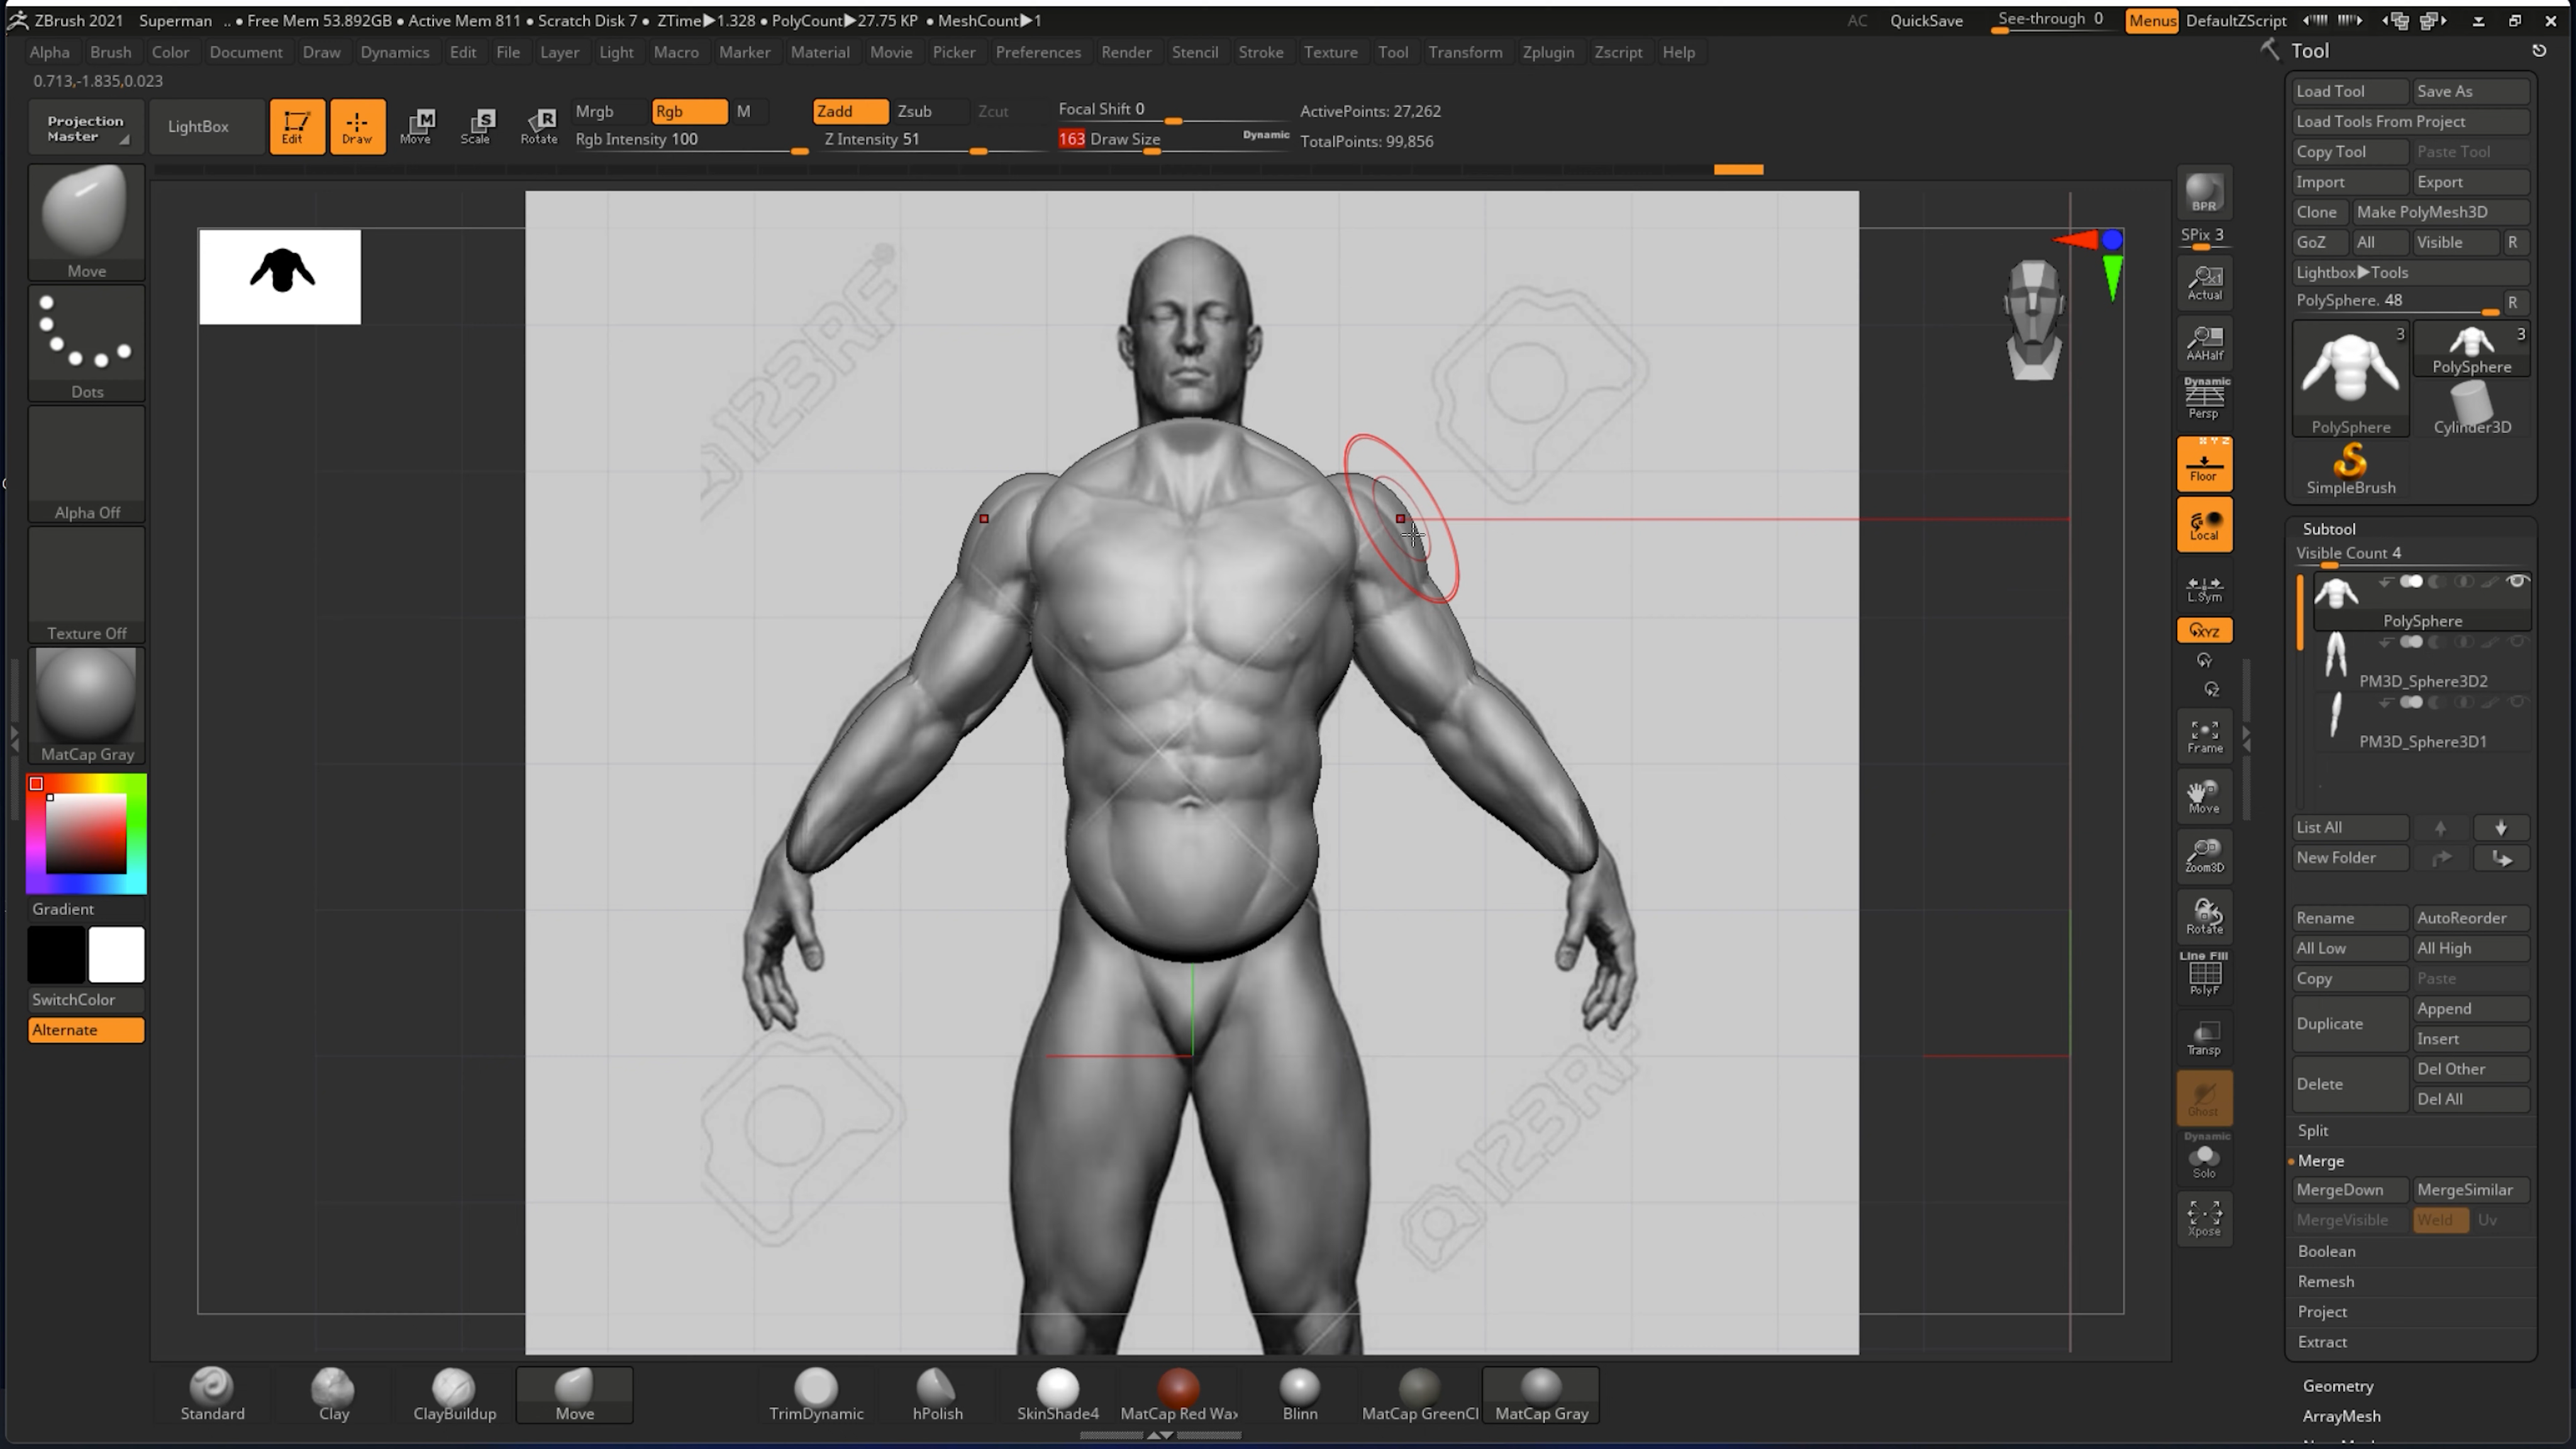 ZBrush 2021 Superman .. • Free Mem 53.892GB • Active Mem 811 • Scratch Disk 7 • ZTime▶1.328 • PolyCount▶27.75 KP • MeshCount▶1
AC QuickSave See-through 0 Menus DefaultZScript
Alpha Brush Color Document Draw Dynamics Edit File Layer Light Macro Marker Material Movie Picker Preferences Render Stencil Stroke Texture Tool Transform Zplugin Zscript Help
Tool
0.713,-1.835,0.023
Projection
Master
LightBox
Edit
Draw
Move
Scale
Rotate
Mrgb Rgb M
Rgb Intensity 100
Zadd Zsub Zcut
Z Intensity 51
Focal Shift 0
163 Draw Size
Dynamic
ActivePoints: 27,262
TotalPoints: 99,856
Load Tool Save As
Load Tools From Project
Copy Tool Paste Tool
Import Export
Clone Make PolyMesh3D
GoZ All Visible R
Lightbox▶Tools
PolySphere. 48 R
3
PolySphere
3
PolySphere
Cylinder3D
SimpleBrush
Subtool
Visible Count 4
PolySphere
PM3D_Sphere3D2
PM3D_Sphere3D1
List All
New Folder
Rename AutoReorder
All Low All High
Copy Paste
Duplicate
Append
Insert
Delete
Del Other
Del All
Split
Merge
MergeDown MergeSimilar
MergeVisible Weld Uv
Boolean
Remesh
Project
Extract
Geometry
ArrayMesh
Move
Dots
Alpha Off
Texture Off
MatCap Gray
Gradient
SwitchColor
Alternate
BPR
SPix 3
Actual
AAHalf
Dynamic
Persp
X Y Z
Floor
Local
L.Sym
XYZ
Y
Z
Frame
Move
Zoom3D
Rotate
Line Fill
PolyF
Transp
Ghost
Dynamic
Solo
Xpose
123RF®
123RF
Standard Clay ClayBuildup Move TrimDynamic hPolish SkinShade4 MatCap Red Wax Blinn MatCap GreenCl MatCap Gray